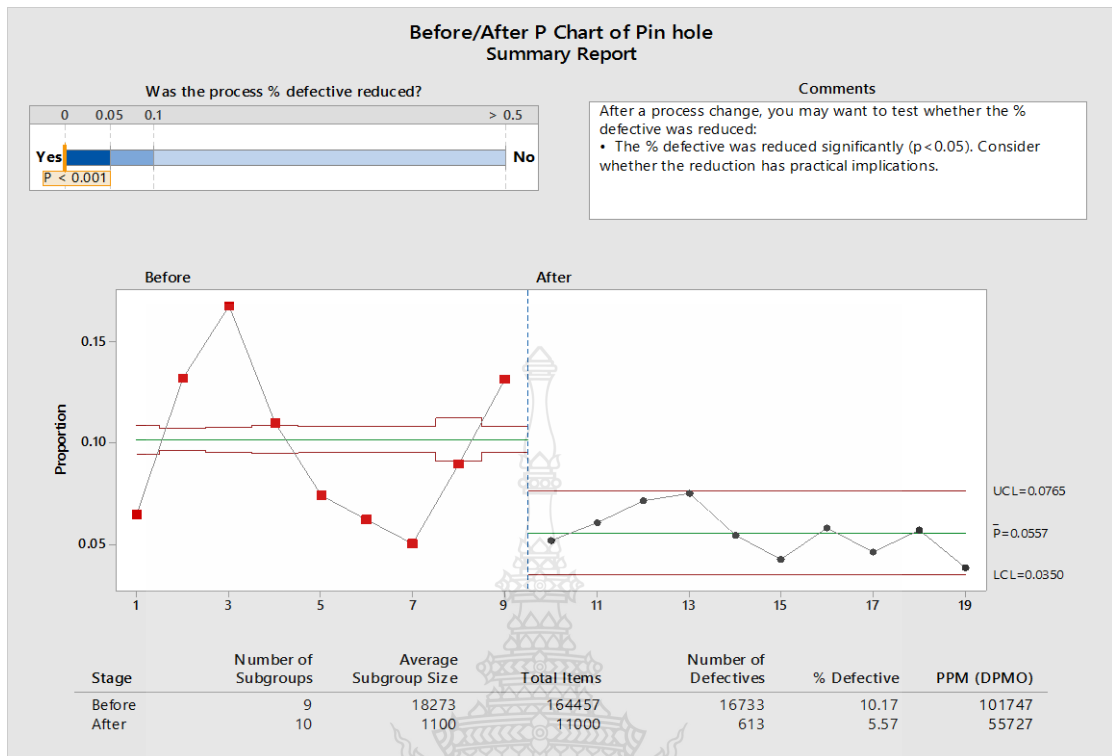 Before/After P Chart of Pin hole
Summary Report
Was the process % defective reduced?
0 0.05 0.1 > 0.5
Yes No
P < 0.001
Comments
After a process change, you may want to test whether the %
defective was reduced:
• The % defective was reduced significantly (p<0.05). Consider
whether the reduction has practical implications.
Before After
Proportion
0.15
0.10
0.05
UCL=0.0765
P̄=0.0557
LCL=0.0350
1 3 5 7 9 11 13 15 17 19
Stage Number of Subgroups Average Subgroup Size Total Items Number of Defectives % Defective PPM (DPMO)
Before 9 18273 164457 16733 10.17 101747
After 10 1100 11000 613 5.57 55727